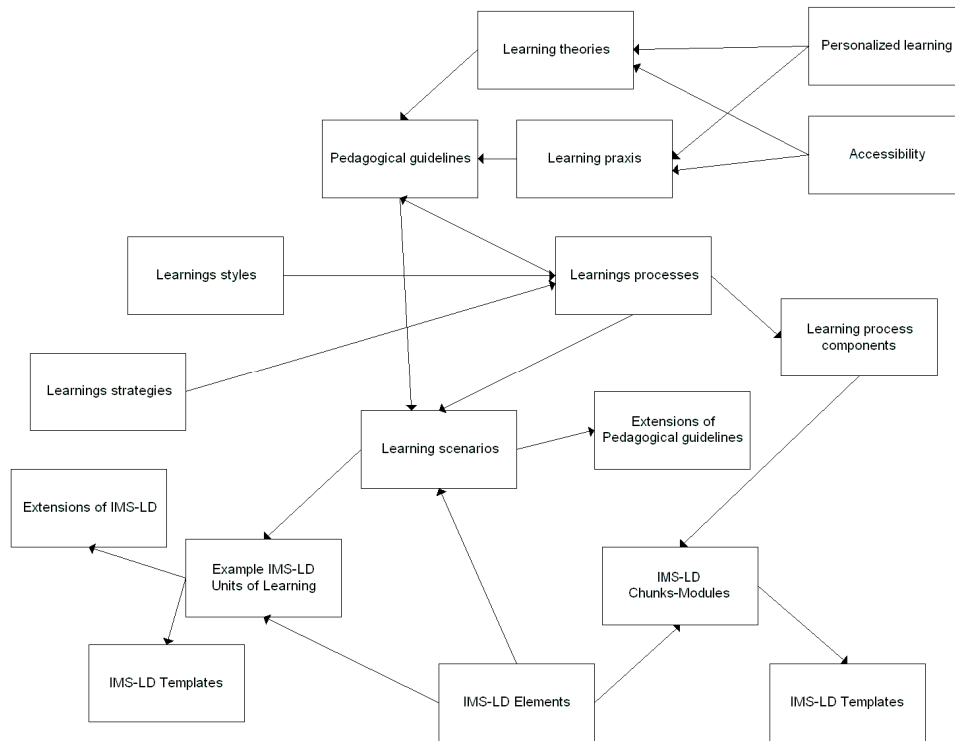 Learning theories
Personalized learning
Pedagogical guidelines
Learning praxis
Accessibility
Learnings styles
Learnings processes
Learning process
components
Learnings strategies
Learning scenarios
Extensions of
Pedagogical guidelines
Extensions of IMS-LD
Example IMS-LD
Units of Learning
IMS-LD
Chunks-Modules
IMS-LD Templates
IMS-LD Elements
IMS-LD Templates